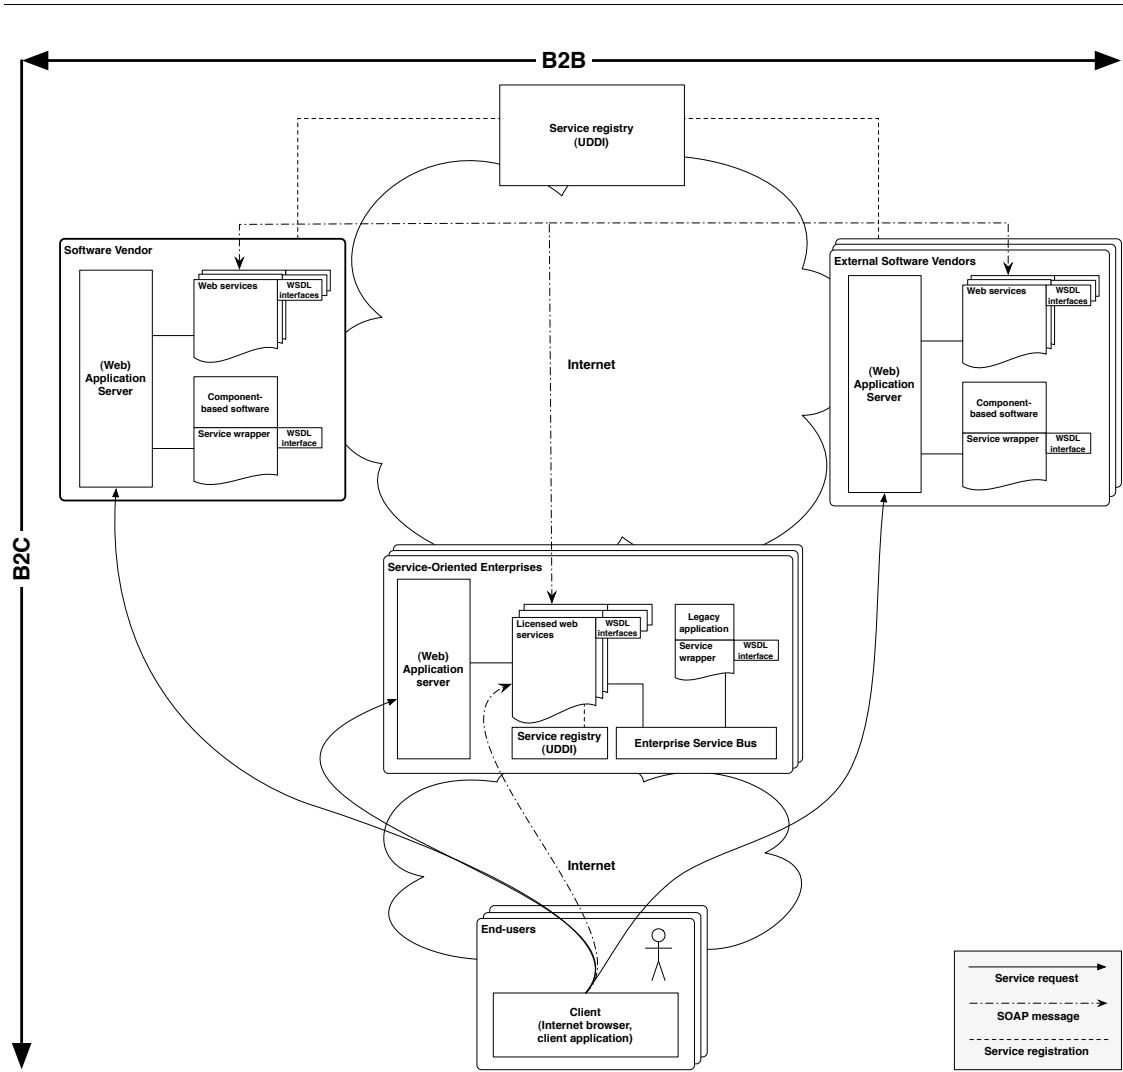 B2B
Service registry
(UDDI)
Software Vendor
Web services
WSDL
interfaces
(Web)
Application
Server
Component-
based software
Service wrapper
WSDL
interface
External Software Vendors
Web services
WSDL
interfaces
(Web)
Application
Server
Component-
based software
Service wrapper
WSDL
interface
Internet
B2C
Service-Oriented Enterprises
(Web)
Application
server
Licensed web
services
WSDL
interfaces
Legacy
application
Service
wrapper
WSDL
interface
Service registry
(UDDI)
Enterprise Service Bus
Internet
End-users
Client
(Internet browser,
client application)
Service request
SOAP message
Service registration